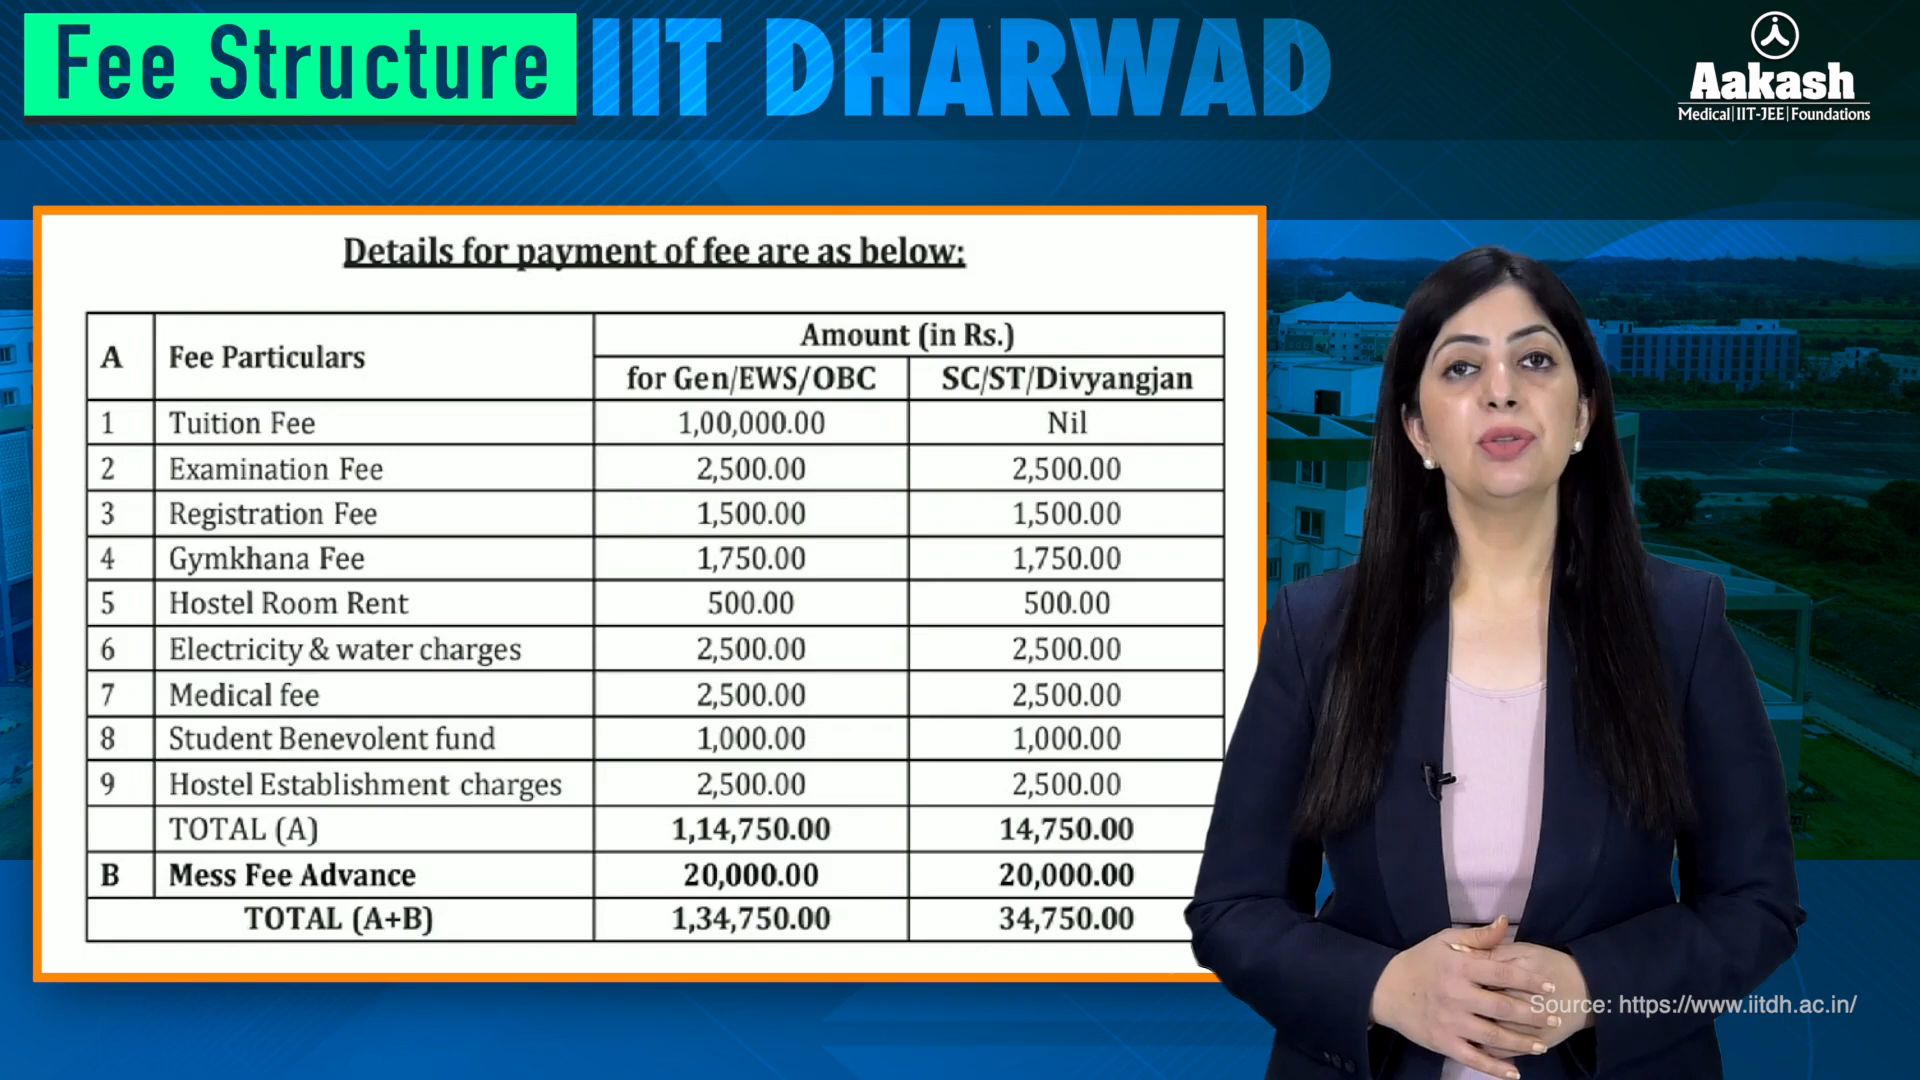 Fee Structure IIT DHARWAD
Aakash
Medical|IIT-JEE|Foundations
Details for payment of fee are as below:
A Fee Particulars Amount (in Rs.)
for Gen/EWS/OBC SC/ST/Divyangjan
1 Tuition Fee 1,00,000.00 Nil
2 Examination Fee 2,500.00 2,500.00
3 Registration Fee 1,500.00 1,500.00
4 Gymkhana Fee 1,750.00 1,750.00
5 Hostel Room Rent 500.00 500.00
6 Electricity & water charges 2,500.00 2,500.00
7 Medical fee 2,500.00 2,500.00
8 Student Benevolent fund 1,000.00 1,000.00
9 Hostel Establishment charges 2,500.00 2,500.00
TOTAL (A) 1,14,750.00 14,750.00
B Mess Fee Advance 20,000.00 20,000.00
TOTAL (A+B) 1,34,750.00 34,750.00
Source: https://www.iitdh.ac.in/